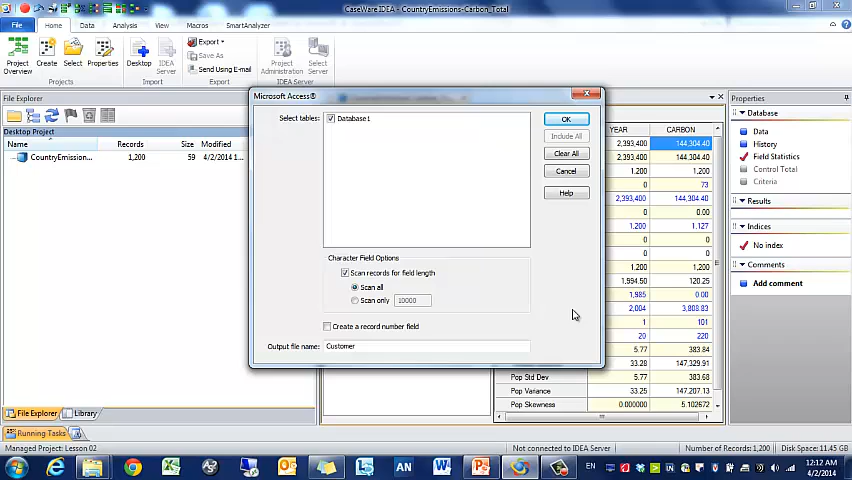 CaseWare IDEA - CountryEmissions-Carbon_Total
File Home Data Analysis View Macros SmartAnalyzer
Project Overview Create Select Properties Desktop IDEA Server Export Save As Send Using E-mail Project Administration Select Server
Projects Import Export IDEA Server
File Explorer
Desktop Project
Name Records Size Modified
CountryEmission... 1,200 59 4/2/2014 1...
Microsoft Access®
Select tables: Database1
OK
Include All
Clear All
Cancel
Help
Character Field Options
Scan records for field length
Scan all
Scan only 10000
Create a record number field
Output file name: Customer
YEAR CARBON
2,393,400 144,304.40
2,393,400 144,304.40
1,200 1,200
0 73
2,393,400 144,304.40
0 0.00
1,200 1,127
0 0
0 0
1,200 1,200
1,994.50 120.25
1,985 0.00
2,004 3,808.83
1 101
20 220
5.77 383.84
33.28 147,329.91
Pop Std Dev 5.77 383.68
Pop Variance 33.25 147,207.13
Pop Skewness 0.000000 5.102672
Properties
Database
Data
History
Field Statistics
Control Total
Criteria
Results
Indices
No index
Comments
Add comment
File Explorer Library
Running Tasks
Managed Project: Lesson 02 Not connected to IDEA Server Number of Records: 1,200 Disk Space: 11.48 GB
AN EN 12:12 AM
4/2/2014